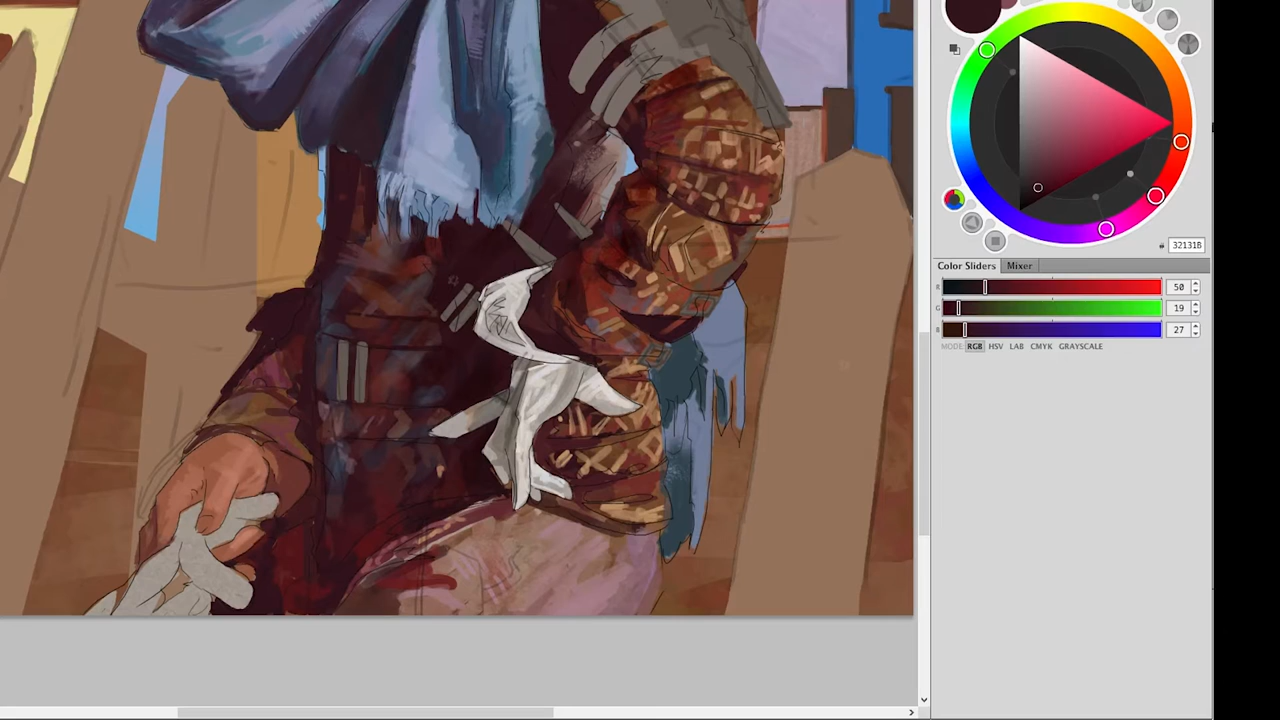 # 32131B
Color Sliders Mixer
R 50
G 19
B 27
MODE: RGB HSV LAB CMYK GRAYSCALE